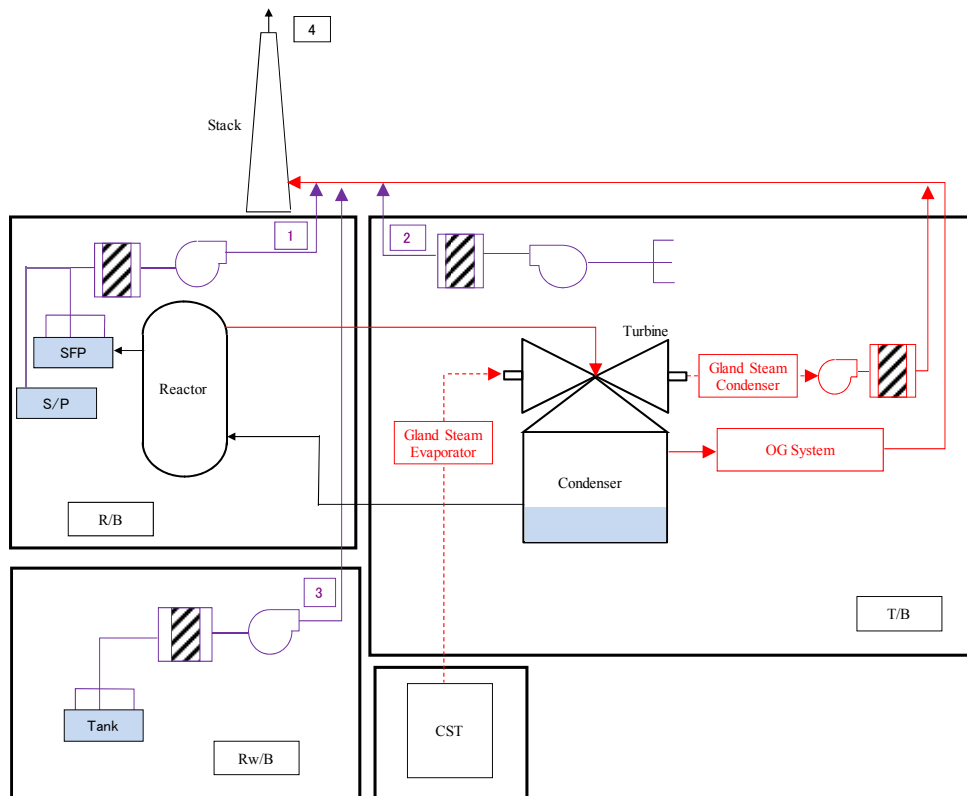 4
Stack
1
2
SFP
S/P
Reactor
R/B
Turbine
Gland Steam
Condenser
Gland Steam
Evaporator
OG System
Condenser
T/B
3
Tank
Rw/B
CST